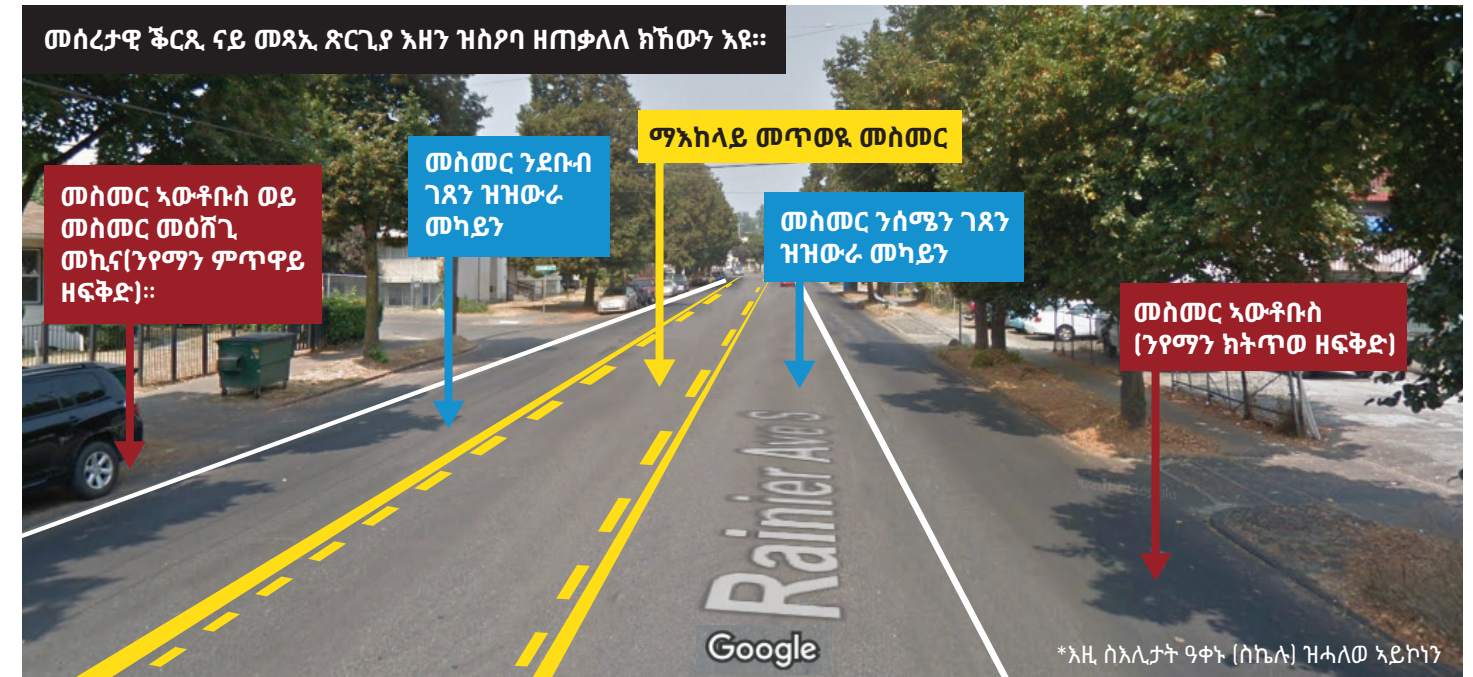 መሰረታዊ ቕርጺ ናይ መጻኢ ጽርጊያ እዘን ዝስዖባ ዘጠቃለለ ክኸውን እዩ።
ማእከላይ መጥወዪ መስመር
መስመር ንደቡብ
ገጸን ዝዝውራ
መካይን
መስመር ኣውቶቡስ ወይ
መስመር መዕሸጊ
መኪና(ንየማን ምጥዋይ
ዘፍቅድ)።
መስመር ንሰሜን ገጸን
ዝዝውራ መካይን
መስመር ኣውቶቡስ
(ንየማን ክትጥወ ዘፍቅድ)
Rainier Ave S
Google
*እዚ ስእሊታት ዓቀኑ (ስኬሉ) ዝሓለወ ኣይኮነን